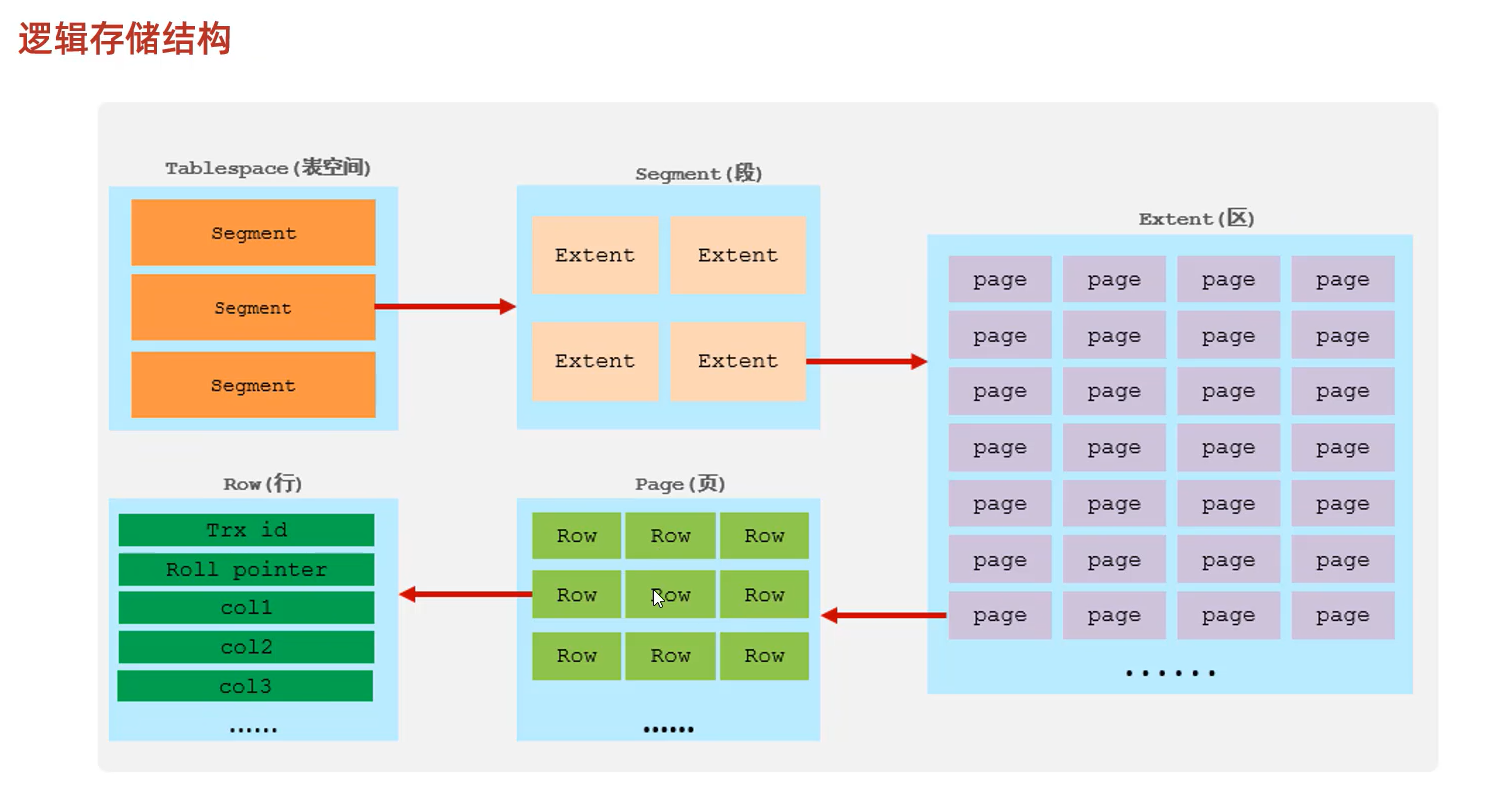 逻辑存储结构
Tablespace(表空间)
Segment
Segment
Segment
Segment(段)
Extent Extent
Extent Extent
Extent(区)
page page page page
page page page page
page page page page
page page page page
page page page page
page page page page
page page page page
......
Row(行)
Trx id
Roll pointer
col1
col2
col3
......
Page(页)
Row Row Row
Row Row Row
Row Row Row
......